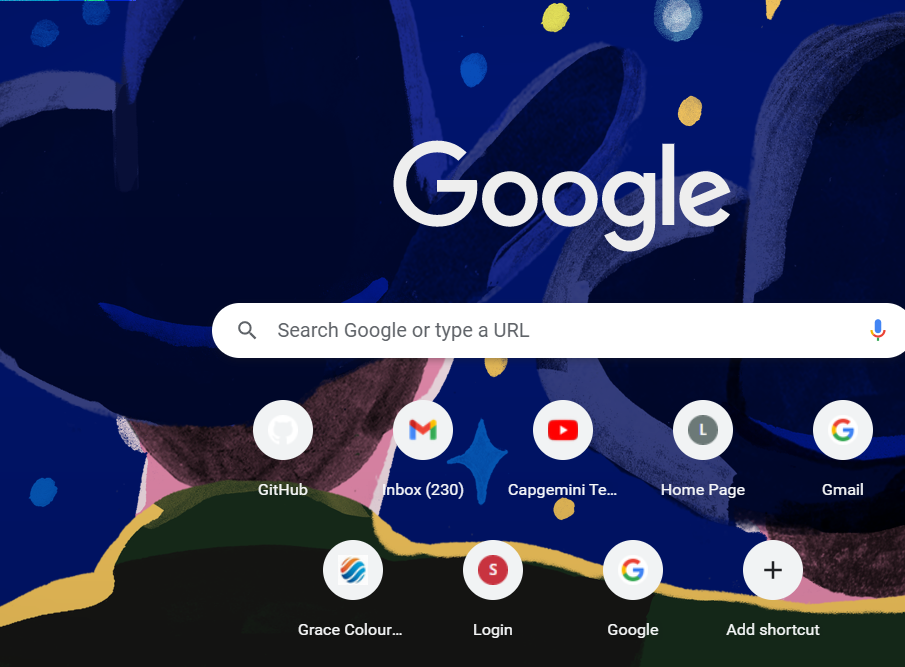 Google
Search Google or type a URL
L
GitHub
Inbox (230)
Capgemini Te...
Home Page
Gmail
S
Grace Colour...
Login
Google
Add shortcut